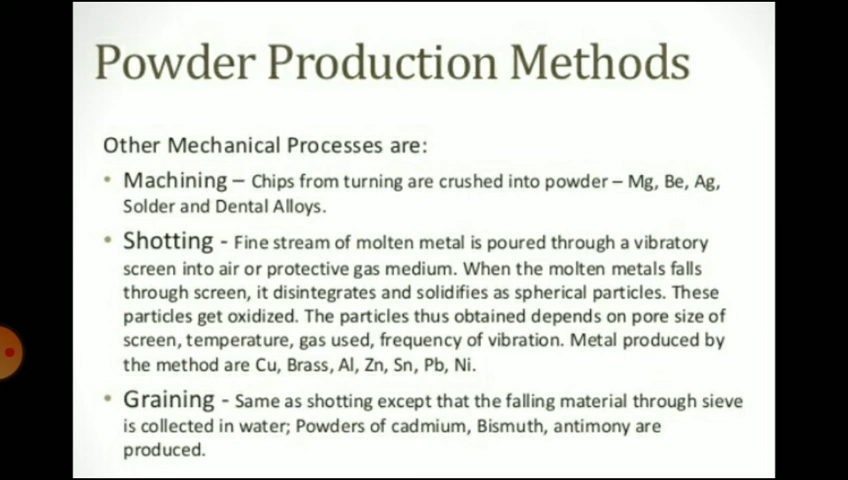 Powder Production Methods
Other Mechanical Processes are:
• Machining – Chips from turning are crushed into powder – Mg, Be, Ag,
Solder and Dental Alloys.
• Shotting - Fine stream of molten metal is poured through a vibratory
screen into air or protective gas medium. When the molten metals falls
through screen, it disintegrates and solidifies as spherical particles. These
particles get oxidized. The particles thus obtained depends on pore size of
screen, temperature, gas used, frequency of vibration. Metal produced by
the method are Cu, Brass, Al, Zn, Sn, Pb, Ni.
• Graining - Same as shotting except that the falling material through sieve
is collected in water; Powders of cadmium, Bismuth, antimony are
produced.